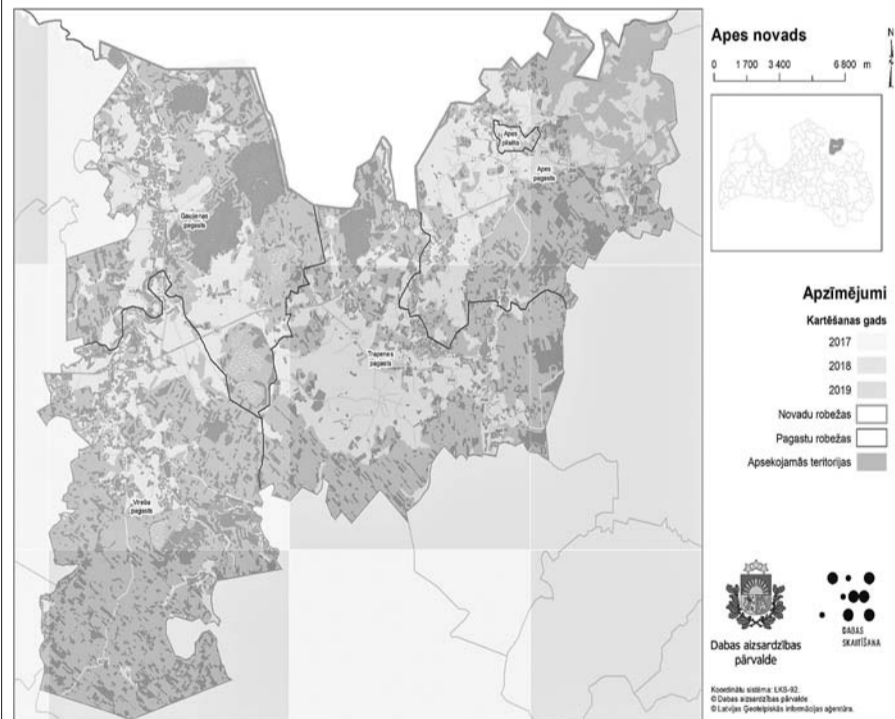 Apes novads
N
0 1 700 3 400 6 800 m
Apes
pilsēta
Apes
pagasts
Gaujienas
pagasts
Trapenes
pagasts
Virešu
pagasts
Apzīmējumi
Kartēšanas gads
2017
2018
2019
Novadu robežas
Pagastu robežas
Apsekojamās teritorijas
Dabas aizsardzības
pārvalde
DABAS
SKAITĪŠANA
Koordinātu sistēma: LKS-92.
© Dabas aizsardzības pārvalde
© Latvijas Ģeotelpiskās informācijas aģentūra.